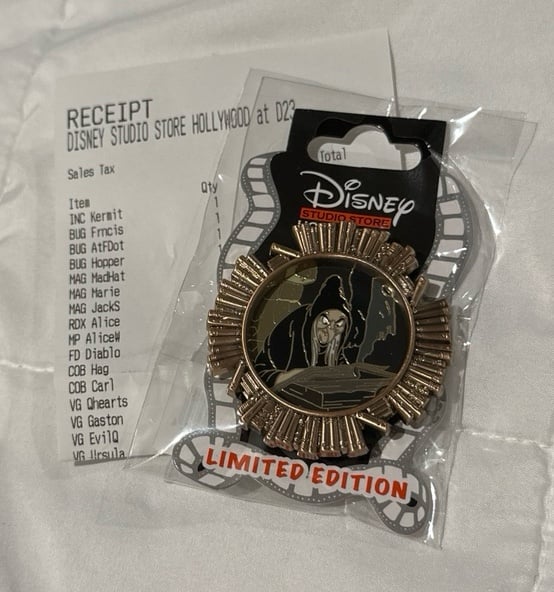 RECEIPT
DISNEY STUDIO STORE HOLLYWOOD at D23
Total
Sales Tax
Qty
Item
1
INC Kermit
1
BUG Frncis
BUG AtFDot
1
BUG Hopper
MAG MadHat
MAG Marie
MAG JackS
RDX Alice
MP AliceW
FD Diablo
COB Hag
COB Carl
VG Qhearts
VG Gaston
VG EvilQ
VG Ursula
Disney
STUDIO STORE
LIMITED EDITION